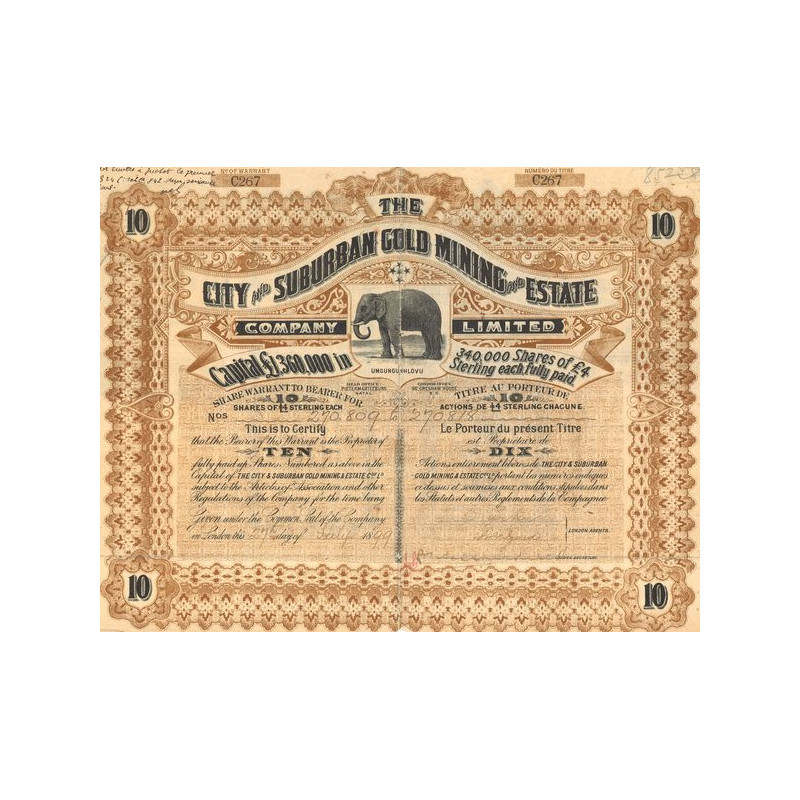 No OF WARRANT
C267
NUMERO DU TITRE
C267
10
10
THE
CITY AND SUBURBAN GOLD MINING AND ESTATE
COMPANY LIMITED
Capital £1,360,000 in
340,000 Shares of £4
Sterling each, fully paid.
UMGUNGUNHLOVU
HEAD OFFICE
PIETERMARITZBURG
NATAL
SHARE WARRANT TO BEARER FOR
10
SHARES OF £4 STERLING EACH
TITRE AU PORTEUR DE
10
ACTIONS DE £4 STERLING CHACUNE
Nos 270809 to 270818
This is to Certify
that the Bearer of this Warrant is the Proprietor of
TEN
fully paid up Shares Numbered as above in the
Capital of THE CITY & SUBURBAN GOLD MINING & ESTATE Co. Ld
subject to the Articles of Association and other
Regulations of the Company for the time being
Given under the Common Seal of the Company
in London this day of July 1899
Le Porteur du présent Titre
est Propriétaire de
DIX
Actions entièrement libérées de THE CITY & SUBURBAN
GOLD MINING & ESTATE Co. Ld portant les numéros indiqués
ci-dessus et soumises aux conditions stipulées dans
les Statuts et autres Règlements de la Compagnie
LONDON AGENTS.
10
10